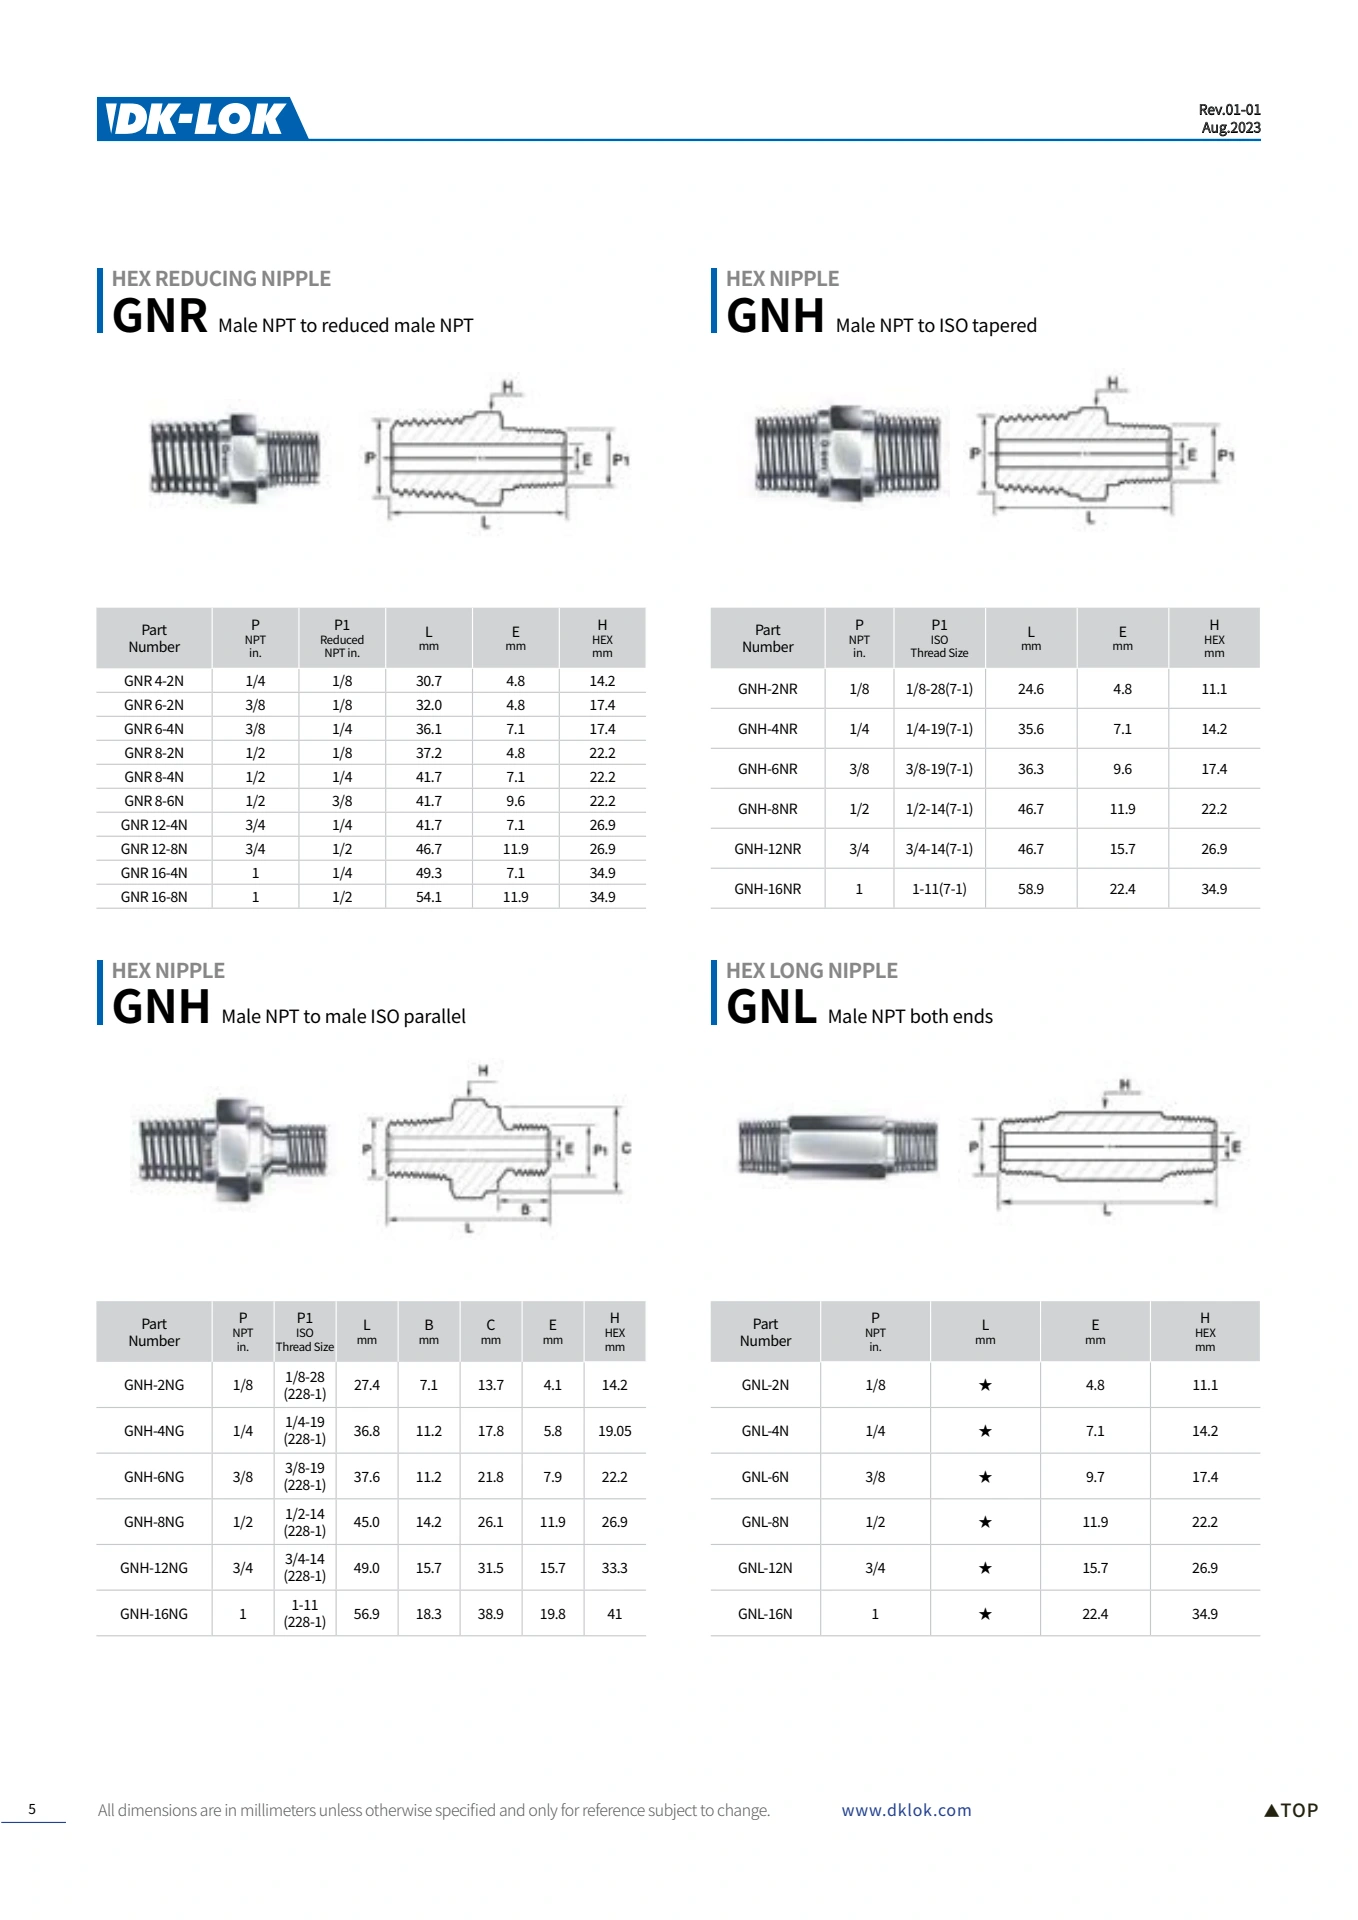 DK-LOK
Rev.01-01
Aug.2023
HEX REDUCING NIPPLE
GNR Male NPT to reduced male NPT
H
P
E
P1
L
Part Number | P NPT in. | P1 Reduced NPT in. | L mm | E mm | H HEX mm
GNR 4-2N 1/4 1/8 30.7 4.8 14.2
GNR 6-2N 3/8 1/8 32.0 4.8 17.4
GNR 6-4N 3/8 1/4 36.1 7.1 17.4
GNR 8-2N 1/2 1/8 37.2 4.8 22.2
GNR 8-4N 1/2 1/4 41.7 7.1 22.2
GNR 8-6N 1/2 3/8 41.7 9.6 22.2
GNR 12-4N 3/4 1/4 41.7 7.1 26.9
GNR 12-8N 3/4 1/2 46.7 11.9 26.9
GNR 16-4N 1 1/4 49.3 7.1 34.9
GNR 16-8N 1 1/2 54.1 11.9 34.9
HEX NIPPLE
GNH Male NPT to ISO tapered
H
P
E
P1
L
Part Number | P NPT in. | P1 ISO Thread Size | L mm | E mm | H HEX mm
GNH-2NR 1/8 1/8-28(7-1) 24.6 4.8 11.1
GNH-4NR 1/4 1/4-19(7-1) 35.6 7.1 14.2
GNH-6NR 3/8 3/8-19(7-1) 36.3 9.6 17.4
GNH-8NR 1/2 1/2-14(7-1) 46.7 11.9 22.2
GNH-12NR 3/4 3/4-14(7-1) 46.7 15.7 26.9
GNH-16NR 1 1-11(7-1) 58.9 22.4 34.9
HEX NIPPLE
GNH Male NPT to male ISO parallel
H
P
E
P1
C
B
L
Part Number | P NPT in. | P1 ISO Thread Size | L mm | B mm | C mm | E mm | H HEX mm
GNH-2NG 1/8 1/8-28 (228-1) 27.4 7.1 13.7 4.1 14.2
GNH-4NG 1/4 1/4-19 (228-1) 36.8 11.2 17.8 5.8 19.05
GNH-6NG 3/8 3/8-19 (228-1) 37.6 11.2 21.8 7.9 22.2
GNH-8NG 1/2 1/2-14 (228-1) 45.0 14.2 26.1 11.9 26.9
GNH-12NG 3/4 3/4-14 (228-1) 49.0 15.7 31.5 15.7 33.3
GNH-16NG 1 1-11 (228-1) 56.9 18.3 38.9 19.8 41
HEX LONG NIPPLE
GNL Male NPT both ends
H
P
E
L
Part Number | P NPT in. | L mm | E mm | H HEX mm
GNL-2N 1/8 ★ 4.8 11.1
GNL-4N 1/4 ★ 7.1 14.2
GNL-6N 3/8 ★ 9.7 17.4
GNL-8N 1/2 ★ 11.9 22.2
GNL-12N 3/4 ★ 15.7 26.9
GNL-16N 1 ★ 22.4 34.9
5
All dimensions are in millimeters unless otherwise specified and only for reference subject to change.
www.dklok.com
▲TOP